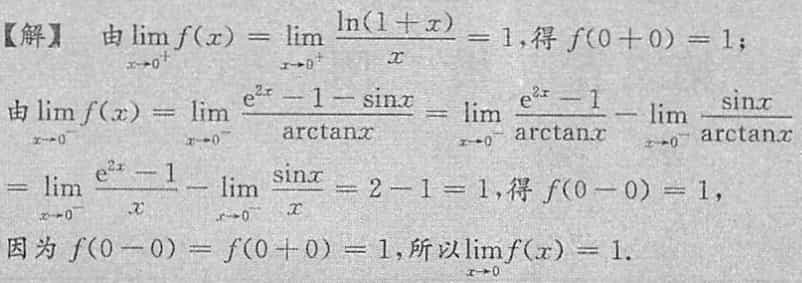 【解】 由$\lim\limits_{x\to 0^+} f(x) = \lim\limits_{x\to 0^+} \frac{\ln(1+x)}{x} = 1$,得 $f(0+0) = 1$;
由$\lim\limits_{x\to 0^-} f(x) = \lim\limits_{x\to 0^-} \frac{e^{2x}-1-\sin x}{\arctan x} = \lim\limits_{x\to 0^-} \frac{e^{2x}-1}{\arctan x} - \lim\limits_{x\to 0^-} \frac{\sin x}{\arctan x}$
$= \lim\limits_{x\to 0^-} \frac{e^{2x}-1}{x} - \lim\limits_{x\to 0^-} \frac{\sin x}{x} = 2-1 = 1$,得 $f(0-0) = 1$,
因为 $f(0-0) = f(0+0) = 1$,所以$\lim\limits_{x\to 0} f(x) = 1$.